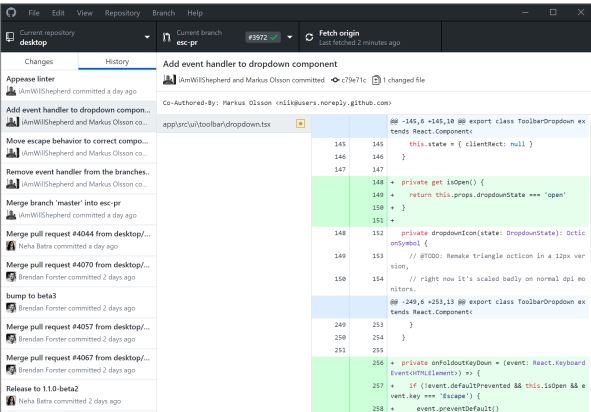 File Edit View Repository Branch Help
Current repository
desktop
Current branch
esc-pr
#3972
Fetch origin
Last fetched 2 minutes ago
Changes History
Appease linter
iAmWillShepherd committed a day ago
Add event handler to dropdown compon...
iAmWillShepherd and Markus Olsson co...
Move escape behavior to correct compo...
iAmWillShepherd and Markus Olsson co...
Remove event handler from the branches..
iAmWillShepherd and Markus Olsson co...
Merge branch 'master' into esc-pr
iAmWillShepherd committed a day ago
Merge pull request #4044 from desktop/...
Neha Batra committed a day ago
Merge pull request #4070 from desktop/...
Brendan Forster committed 2 days ago
bump to beta3
Brendan Forster committed 2 days ago
Merge pull request #4057 from desktop/...
Brendan Forster committed 2 days ago
Merge pull request #4067 from desktop/...
Brendan Forster committed 2 days ago
Release to 1.1.0-beta2
Neha Batra committed 2 days ago
Add event handler to dropdown component
iAmWillShepherd and Markus Olsson committed c79e71c 1 changed file
Co-Authored-By: Markus Olsson <niik@users.noreply.github.com>
app\src\ui\toolbar\dropdown.tsx
@@ -145,6 +145,10 @@ export class ToolbarDropdown ex
tends React.Component<
145 145 this.state = { clientRect: null }
146 146 }
147 147
148 + private get isOpen() {
149 + return this.props.dropdownState === 'open'
150 + }
151 +
148 152 private dropdownIcon(state: DropdownState): Octic
onSymbol {
149 153 // @TODO: Remake triangle octicon in a 12px ver
sion,
150 154 // right now it's scaled badly on normal dpi mo
nitors.
@@ -249,6 +253,13 @@ export class ToolbarDropdown ex
tends React.Component<
249 253 }
250 254 }
251 255
256 + private onFoldoutKeyDown = (event: React.Keyboard
Event<HTMLElement>) => {
257 + if (!event.defaultPrevented && this.isOpen && e
vent.key === 'Escape') {
258 + event.preventDefault()